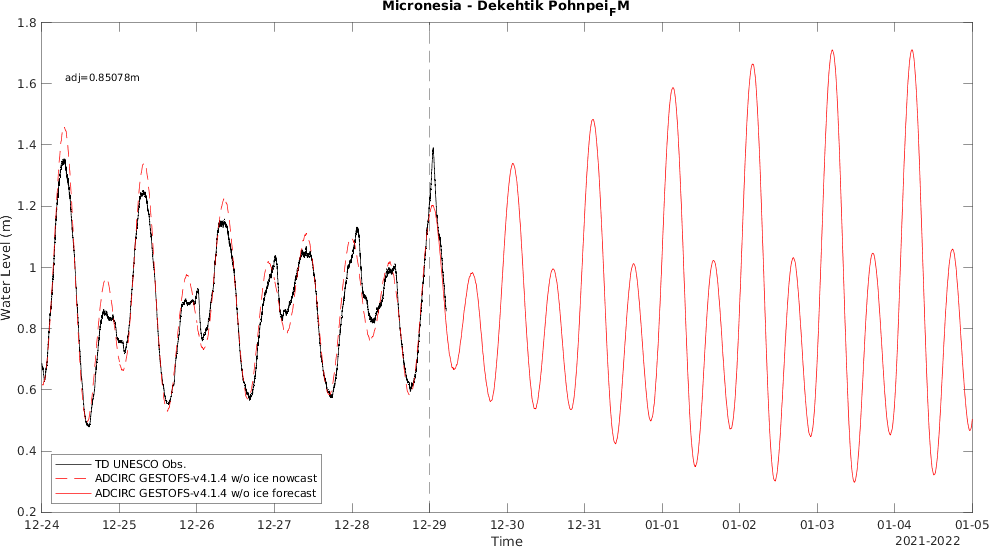 Micronesia - Dekehtik Pohnpei_FM
1.8
adj=0.85078m
1.6
1.4
1.2
1
0.8
0.6
0.4
0.2
Water Level (m)
TD UNESCO Obs.
ADCIRC GESTOFS-v4.1.4 w/o ice nowcast
ADCIRC GESTOFS-v4.1.4 w/o ice forecast
12-24 12-25 12-26 12-27 12-28 12-29 12-30 12-31 01-01 01-02 01-03 01-04 01-05
Time
2021-2022